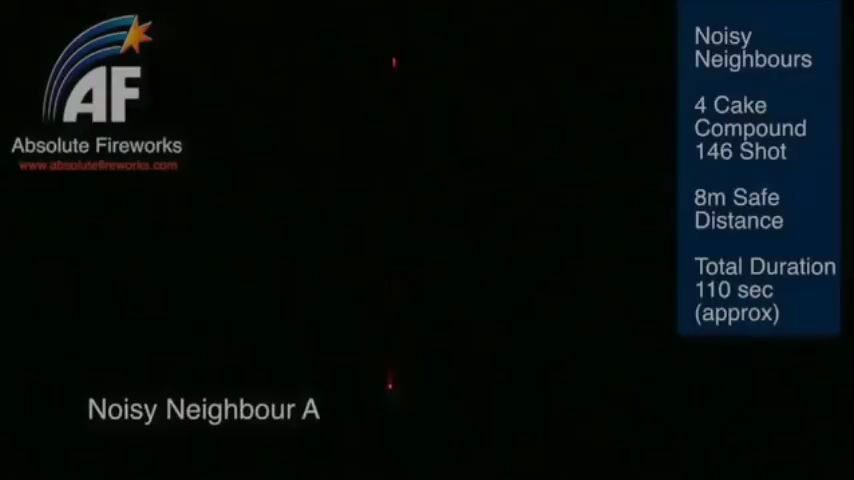 AF
Absolute Fireworks
www.absolutefireworks.com
Noisy
Neighbours
4 Cake
Compound
146 Shot
8m Safe
Distance
Total Duration
110 sec
(approx)
Noisy Neighbour A